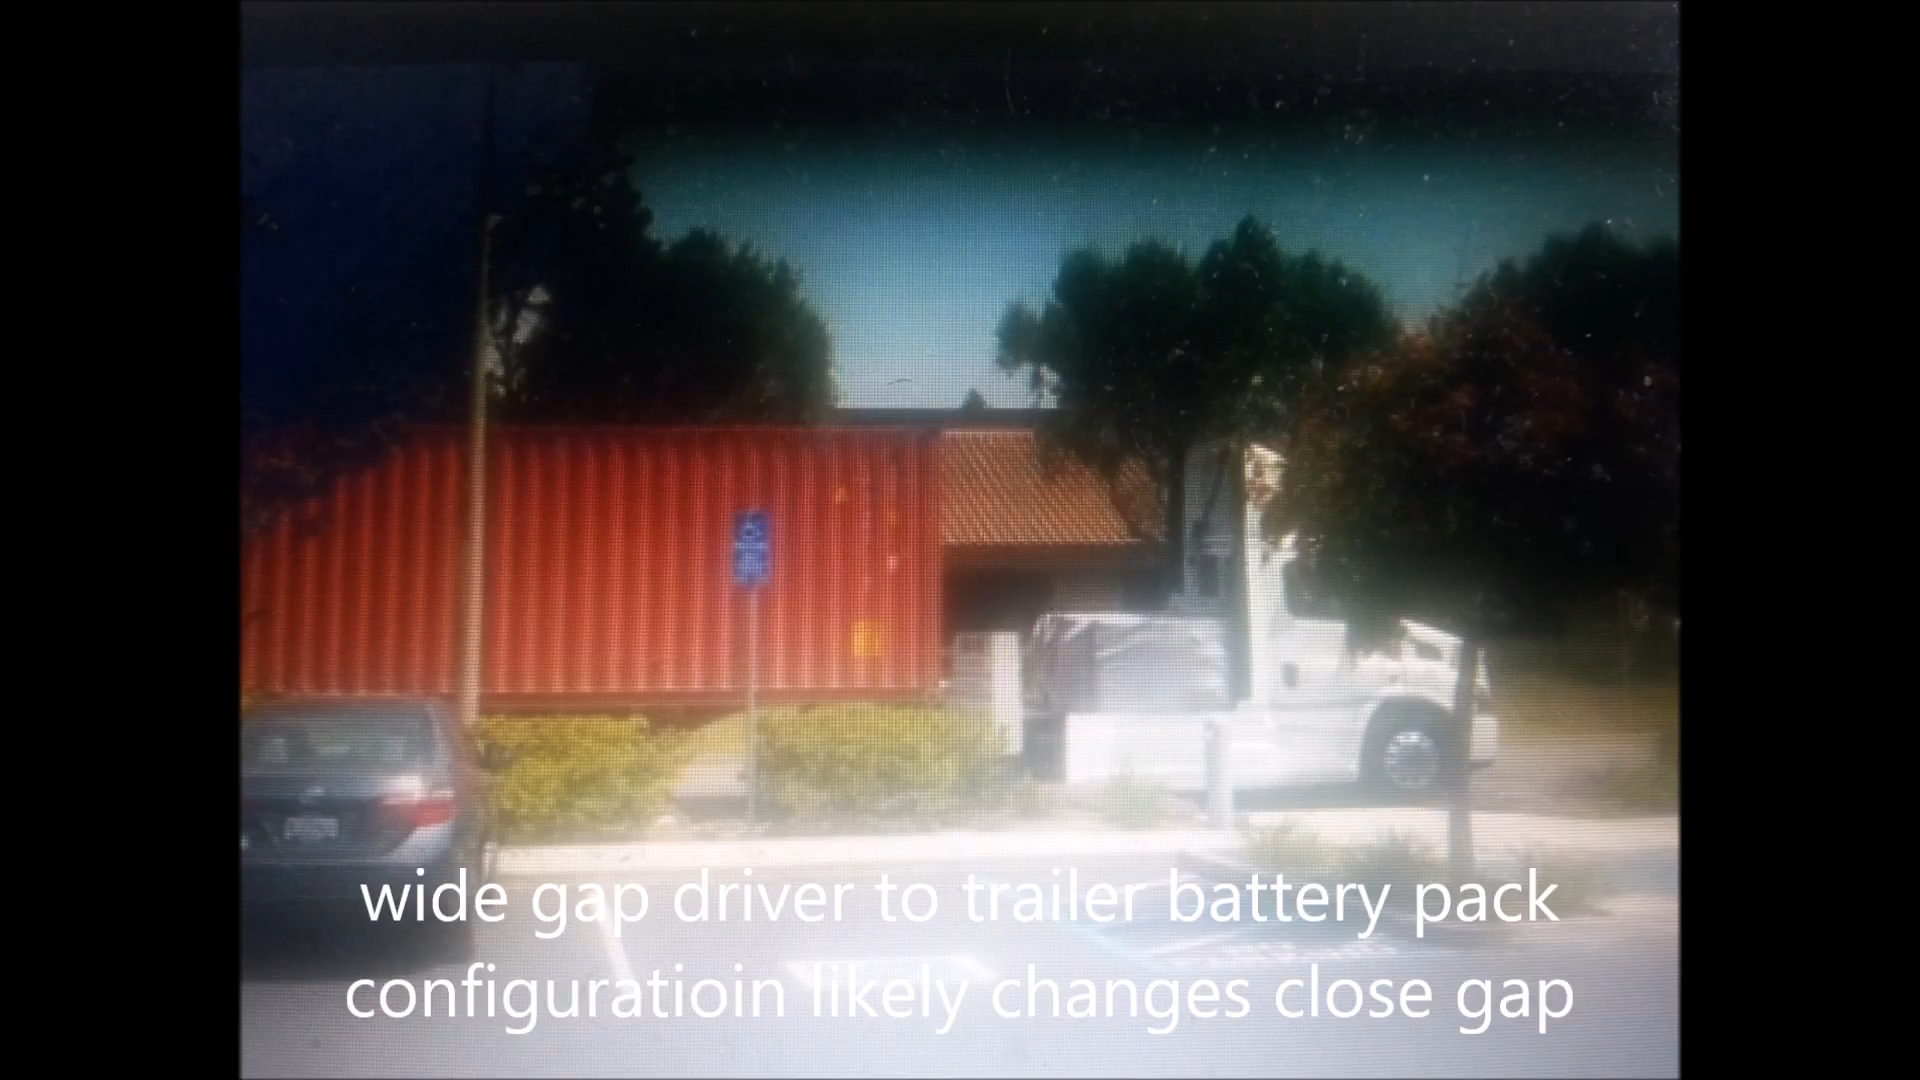 wide gap driver to trailer battery pack
configuratioin likely changes close gap